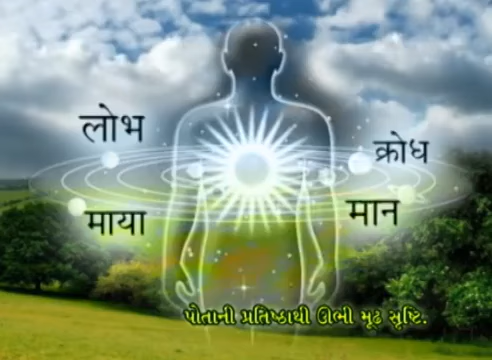 लोभ
क्रोध
माया
मान
પોતાની પ્રતિષ્ઠાથી ઊભી મૂઢ સૃષ્ટિ.